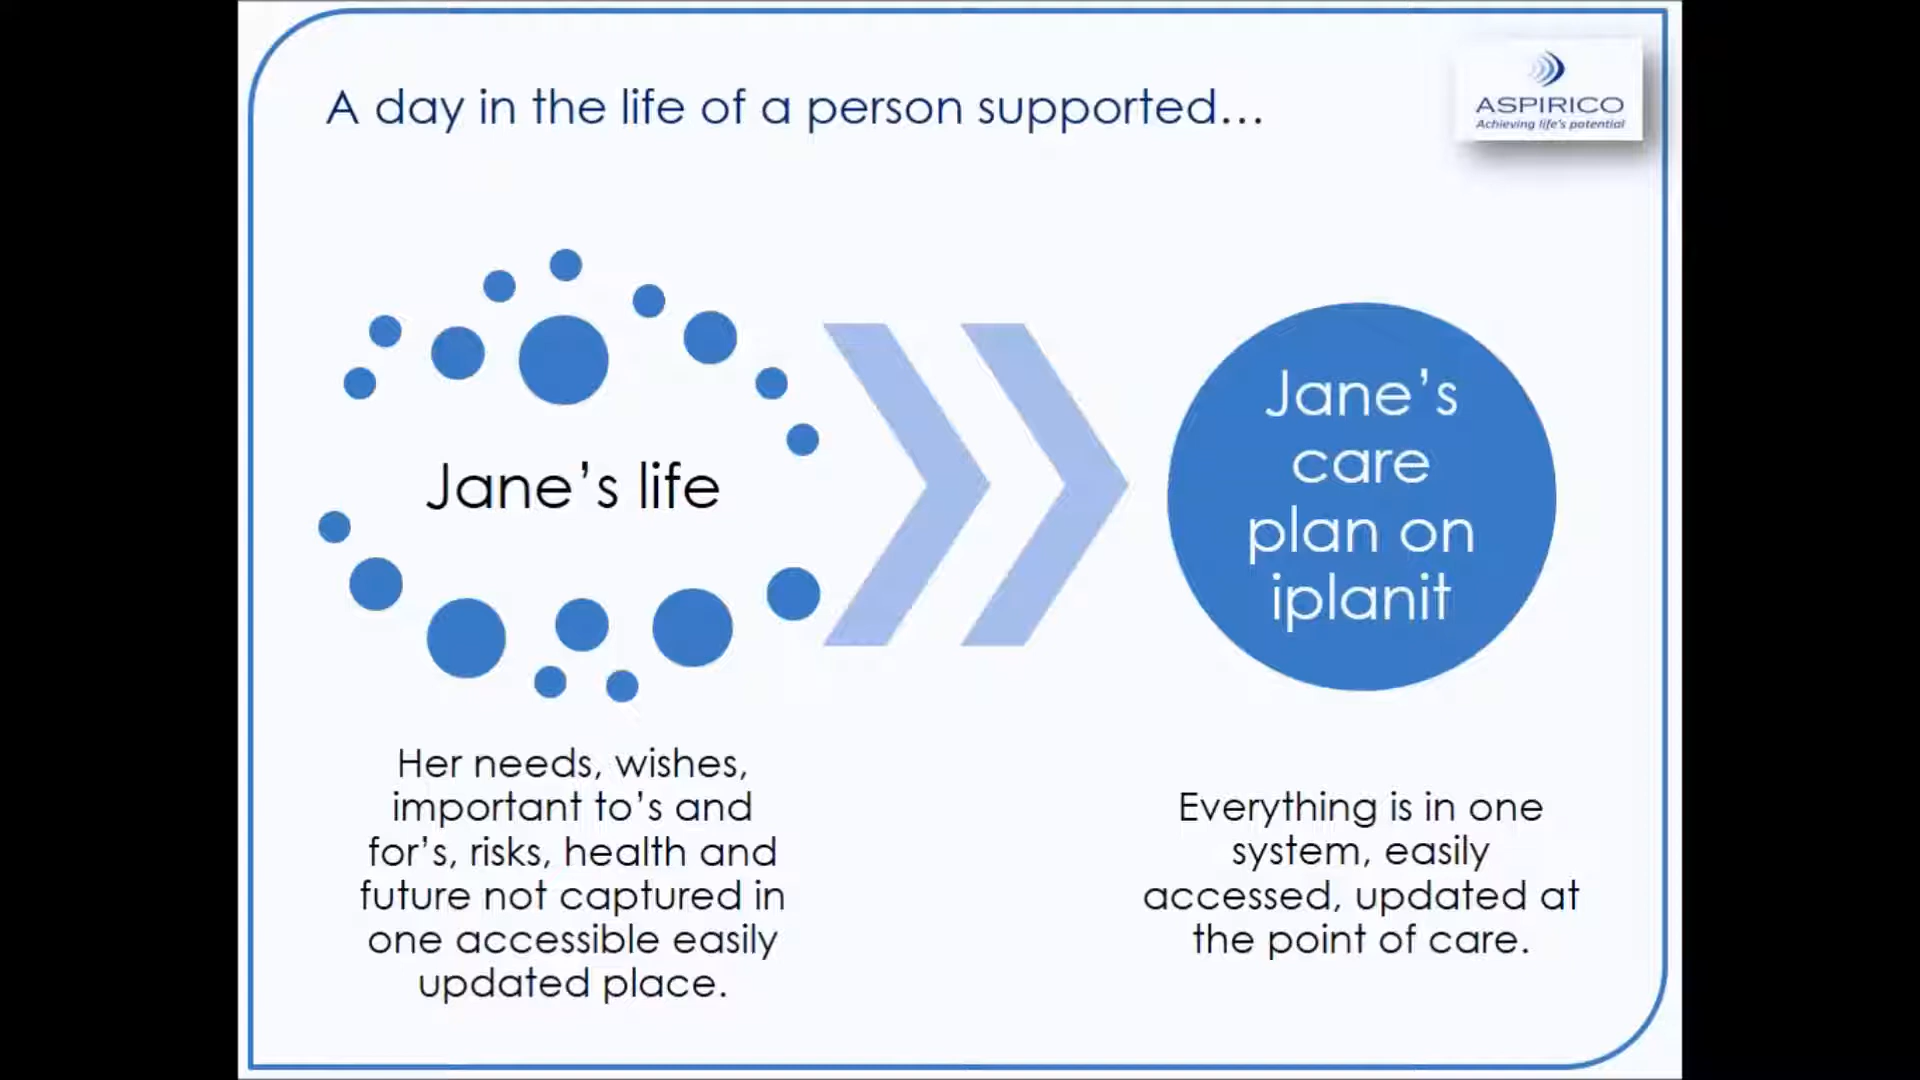 A day in the life of a person supported…
ASPIRICO
Achieving life's potential
Jane's life
Her needs, wishes,
important to's and
for's, risks, health and
future not captured in
one accessible easily
updated place.
Jane's
care
plan on
iplanit
Everything is in one
system, easily
accessed, updated at
the point of care.